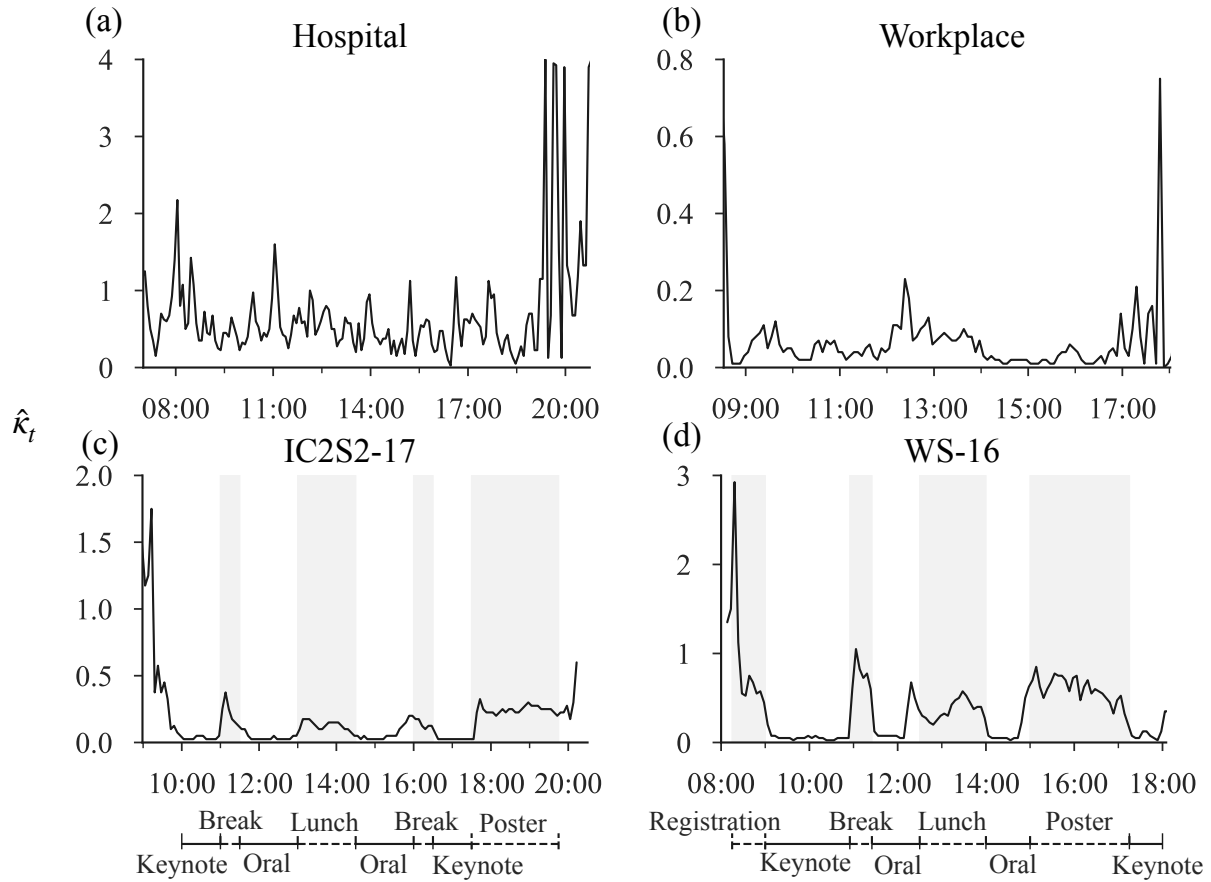 (a) Hospital
4
3
2
1
0
08:00 11:00 14:00 17:00 20:00
(b) Workplace
0.8
0.6
0.4
0.2
0.0
09:00 11:00 13:00 15:00 17:00
κ̂t
(c) IC2S2-17
2.0
1.5
1.0
0.5
0.0
10:00 12:00 14:00 16:00 18:00 20:00
Break Lunch Break Poster
Keynote Oral Oral Keynote
(d) WS-16
3
2
1
0
08:00 10:00 12:00 14:00 16:00 18:00
Registration Break Lunch Poster
Keynote Oral Oral Keynote